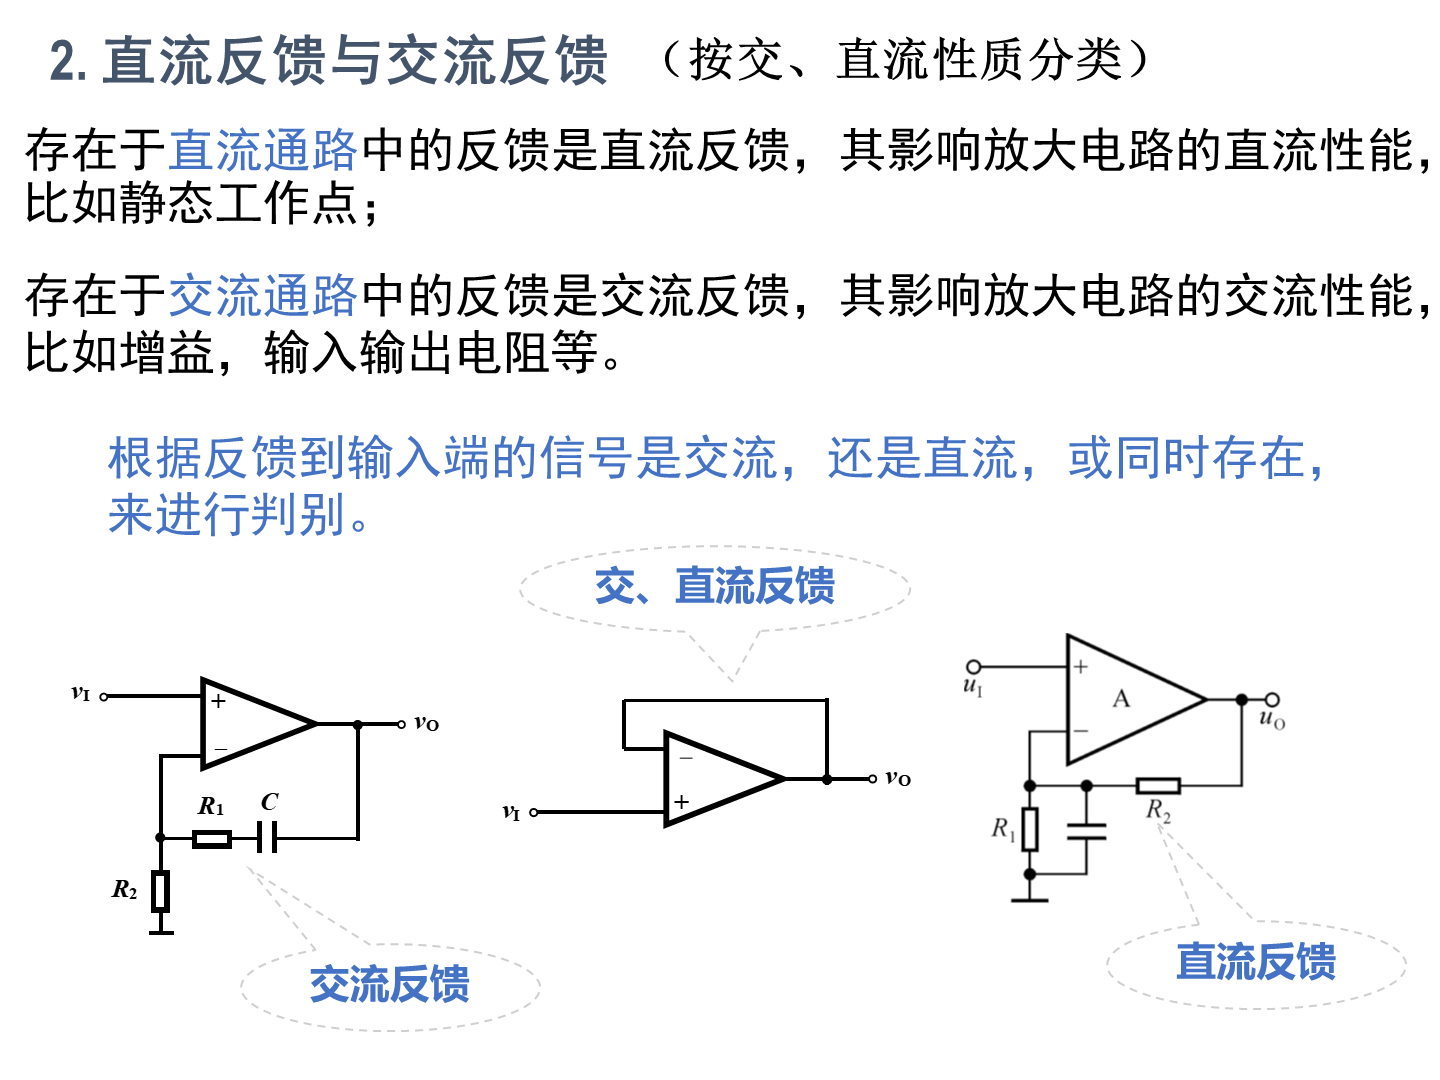 2. 直流反馈与交流反馈 （按交、直流性质分类）
存在于直流通路中的反馈是直流反馈，其影响放大电路的直流性能，
比如静态工作点；
存在于交流通路中的反馈是交流反馈，其影响放大电路的交流性能，
比如增益，输入输出电阻等。
根据反馈到输入端的信号是交流，还是直流，或同时存在，
来进行判别。
交、直流反馈
vI
+
−
vO
R1
C
R2
交流反馈
−
+
vI
vO
uI
+
A
−
uO
R1
R2
直流反馈